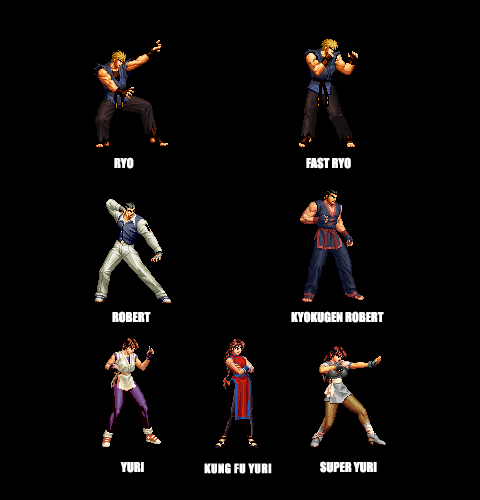 RYO
FAST RYO
ROBERT
KYOKUGEN ROBERT
YURI
KUNG FU YURI
SUPER YURI